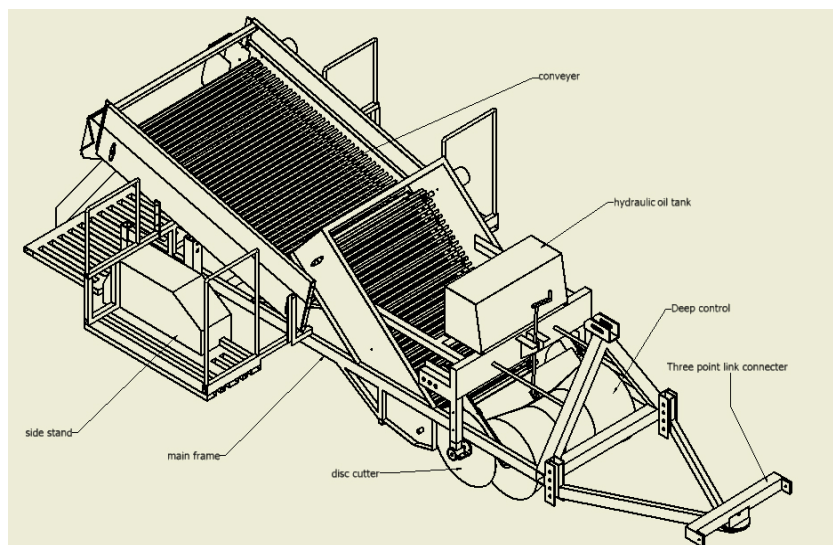 conveyer
hydraulic oil tank
Deep control
Three point link connecter
side stand
main frame
disc cutter